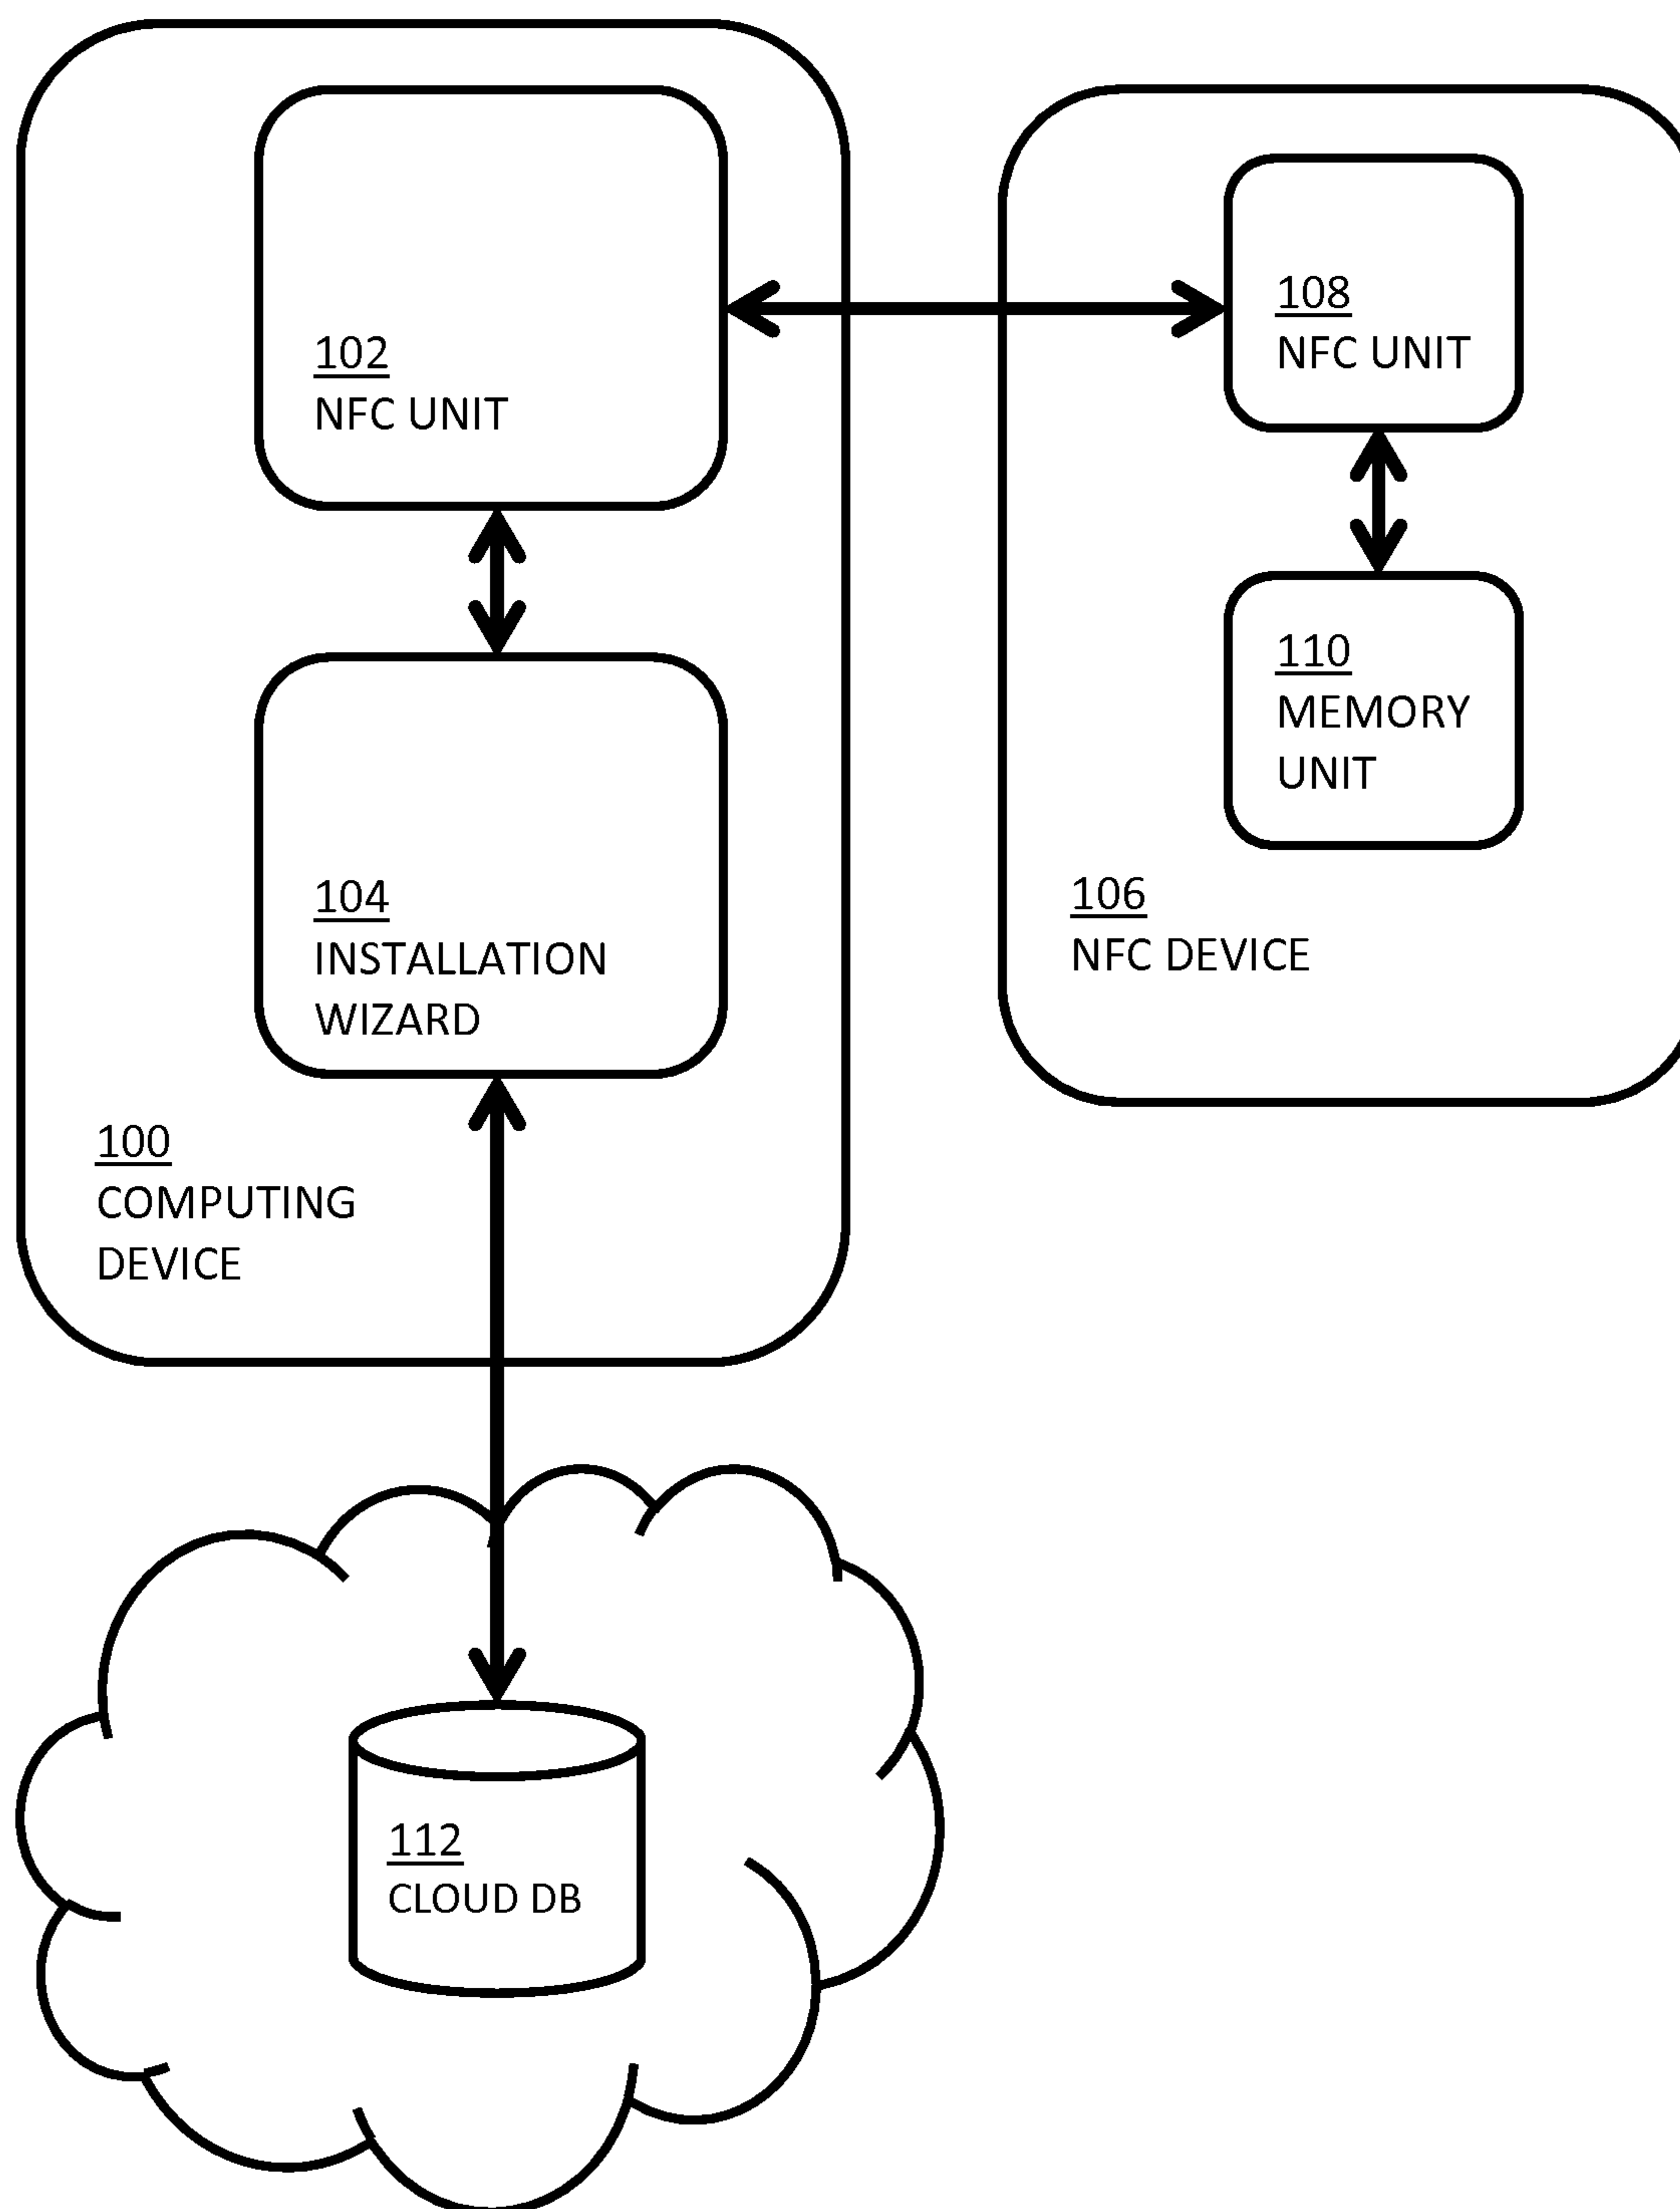 102
NFC UNIT
104
INSTALLATION
WIZARD
100
COMPUTING
DEVICE
108
NFC UNIT
110
MEMORY
UNIT
106
NFC DEVICE
112
CLOUD DB